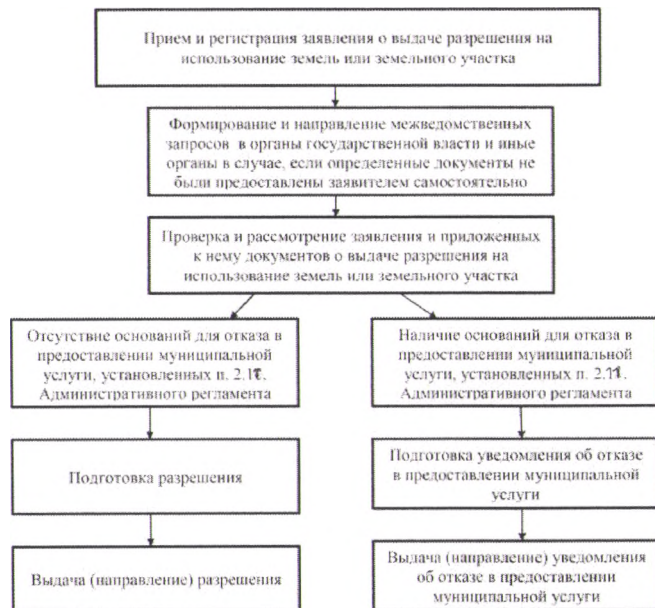 Прием и регистрация заявления о выдаче разрешения на
использование земель или земельного участка
Формирование и направление межведомственных
запросов в органы государственной власти и иные
органы в случае, если определенные документы не
были предоставлены заявителем самостоятельно
Проверка и рассмотрение заявления и приложенных
к нему документов о выдаче разрешения на
использование земель или земельного участка
Отсутствие оснований для отказа в
предоставлении муниципальной
услуги, установленных п.
Административного регламента
Наличие оснований для отказа в
предоставлении муниципальной
услуги, установленных п. 2.11.
Административного регламента
Подготовка разрешения
Подготовка уведомления об отказе
в предоставлении муниципальной
услуги
Выдача (направление) разрешения
Выдача (направление) уведомления
об отказе в предоставлении
муниципальной услуги